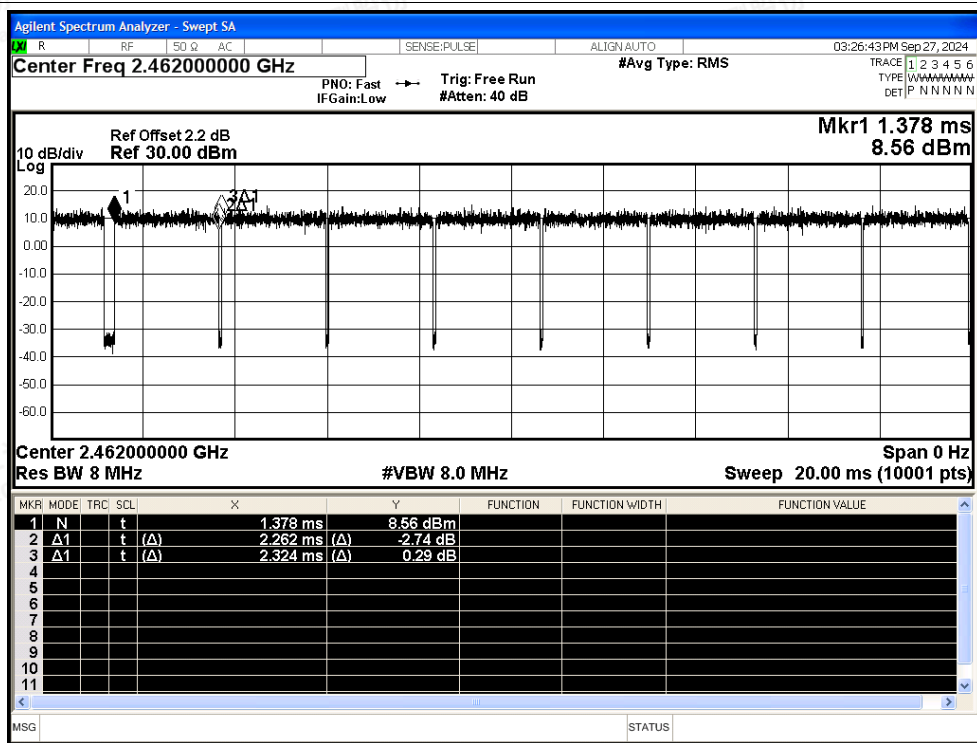 Agilent Spectrum Analyzer - Swept SA
LXI R RF 50 Ω AC SENSE:PULSE ALIGN AUTO 03:26:43 PM Sep 27, 2024
Center Freq 2.462000000 GHz #Avg Type: RMS TRACE 1 2 3 4 5 6
PNO: Fast Trig: Free Run TYPE
IFGain:Low #Atten: 40 dB DET P N N N N N
Mkr1 1.378 ms
Ref Offset 2.2 dB
10 dB/div Ref 30.00 dBm 8.56 dBm
Log
20.0
1 3Δ1
10.0
0.00
-10.0
-20.0
-30.0
-40.0
-50.0
-60.0
Center 2.462000000 GHz Span 0 Hz
Res BW 8 MHz #VBW 8.0 MHz Sweep 20.00 ms (10001 pts)
MKR MODE TRC SCL X Y FUNCTION FUNCTION WIDTH FUNCTION VALUE
1 N t 1.378 ms 8.56 dBm
2 Δ1 t (Δ) 2.262 ms (Δ) -2.74 dB
3 Δ1 t (Δ) 2.324 ms (Δ) 0.29 dB
4
5
6
7
8
9
10
11
MSG STATUS